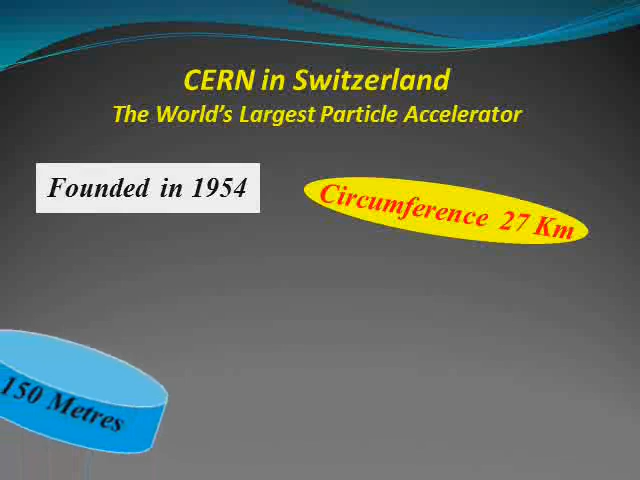 CERN in Switzerland
The World's Largest Particle Accelerator
Founded in 1954
Circumference 27 Km
150 Metres